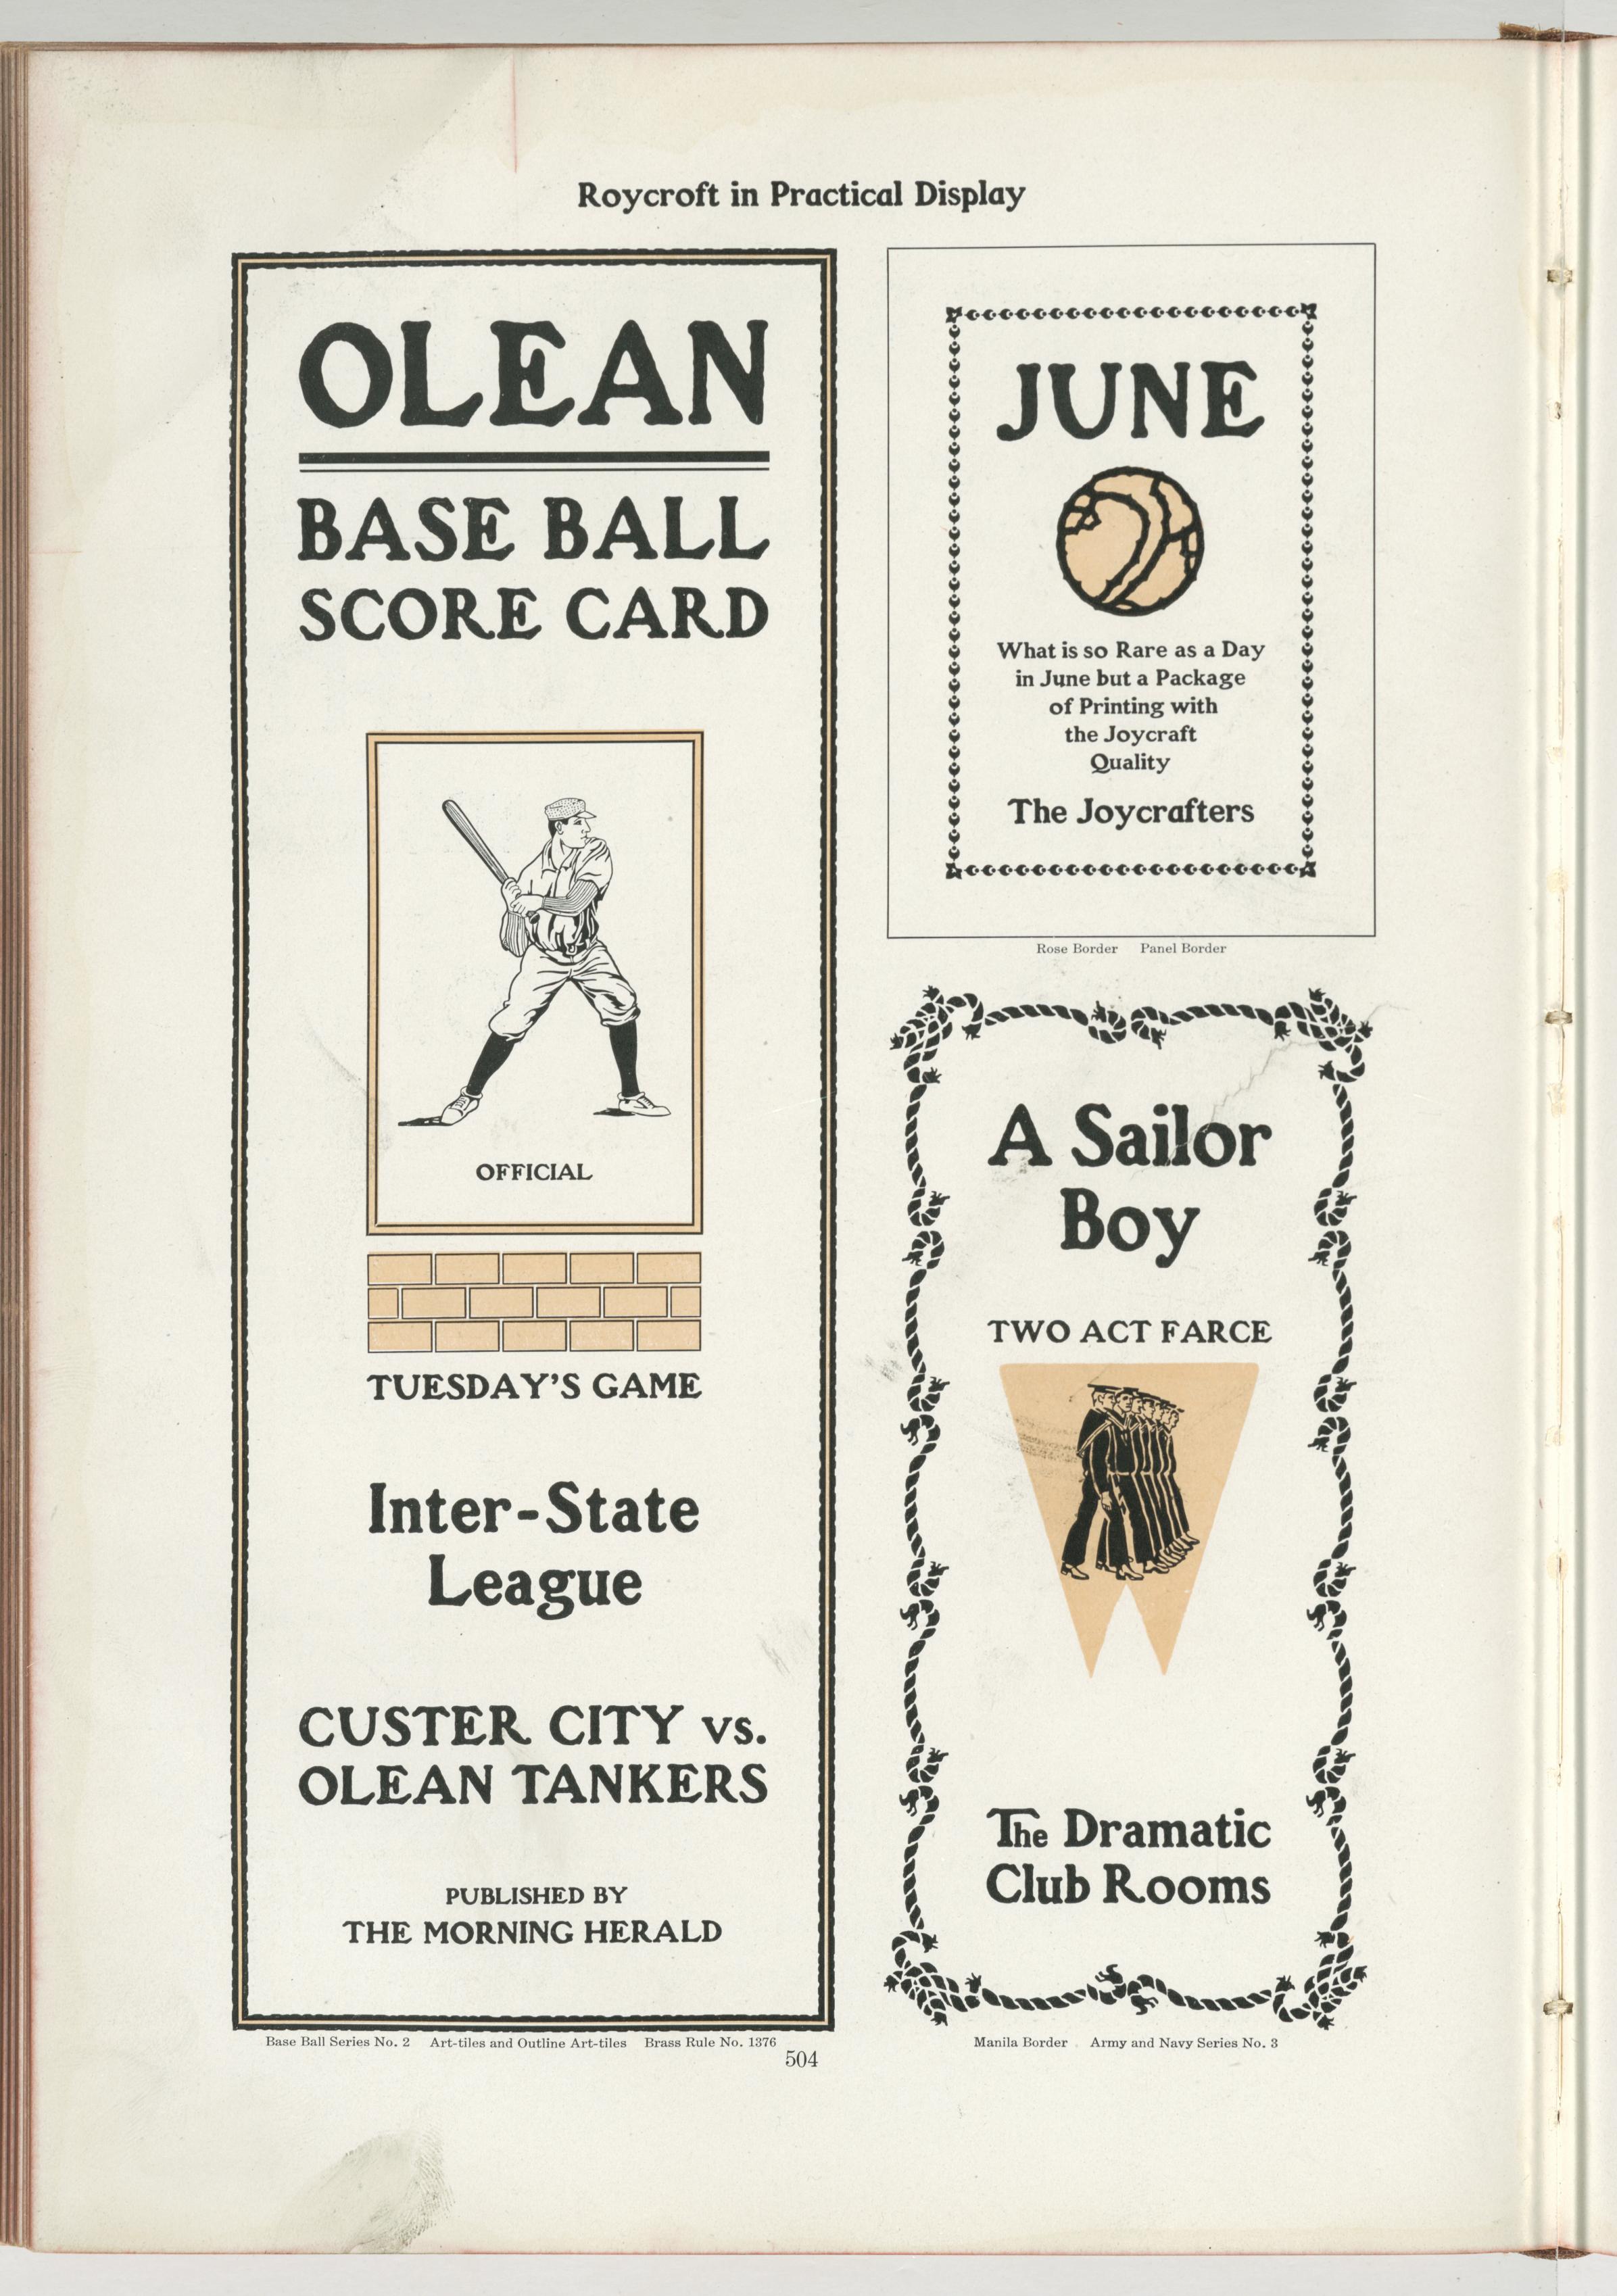 Roycroft in Practical Display
OLEAN
BASE BALL
SCORE CARD
OFFICIAL
TUESDAY'S GAME
Inter-State
League
CUSTER CITY vs.
OLEAN TANKERS
PUBLISHED BY
THE MORNING HERALD
Base Ball Series No. 2 Art-tiles and Outline Art-tiles Brass Rule No. 1376
JUNE
What is so Rare as a Day
in June but a Package
of Printing with
the Joycraft
Quality
The Joycrafters
Rose Border Panel Border
A Sailor
Boy
TWO ACT FARCE
The Dramatic
Club Rooms
Manila Border Army and Navy Series No. 3
504